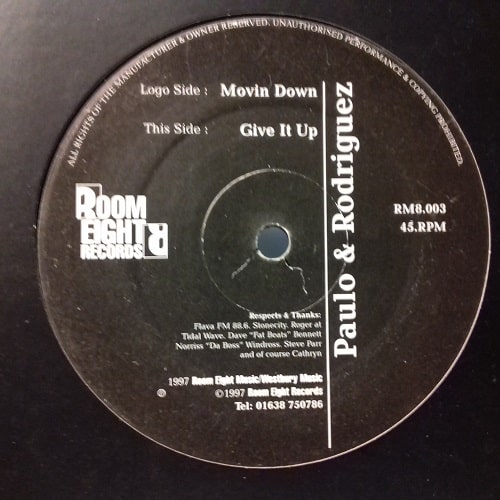 ALL RIGHTS OF THE MANUFACTURER & OWNER RESERVED. UNAUTHORISED PERFORMANCE & COPYING PROHIBITED.
Logo Side : Movin Down
This Side : Give It Up
Paulo & Rodriguez
ROOM
EIGHT R
RECORDS
RM8.003
45.RPM
Respects & Thanks:
Flava FM 88.6. Stonecity. Roger at
Tidal Wave. Dave "Fat Beats" Bennett
Norriss "Da Boss" Windross. Steve Parr
and of course Cathryn
1997 Room Eight Music/Westbury Music
℗ ©1997 Room Eight Records
Tel: 01638 750786